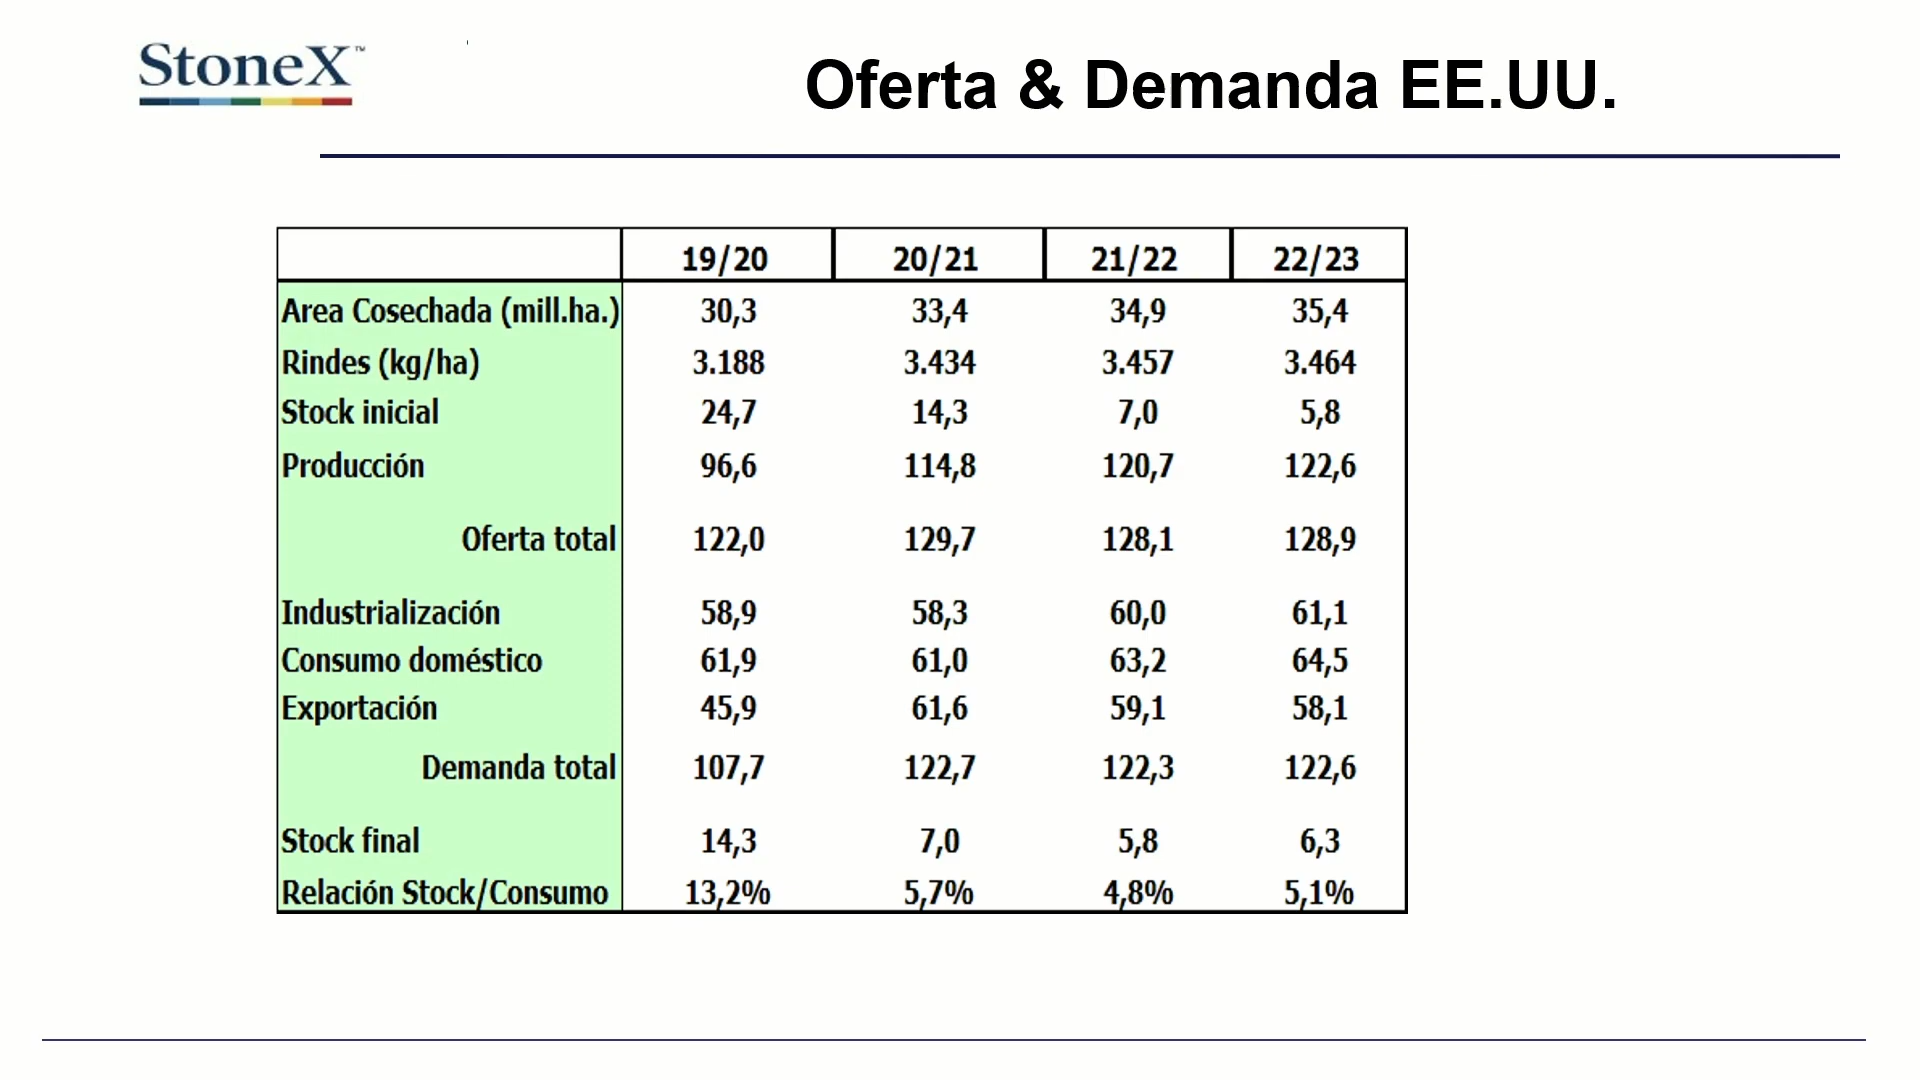 StoneX™
Oferta & Demanda EE.UU.
19/20 20/21 21/22 22/23
Area Cosechada (mill.ha.) 30,3 33,4 34,9 35,4
Rindes (kg/ha) 3.188 3.434 3.457 3.464
Stock inicial 24,7 14,3 7,0 5,8
Producción 96,6 114,8 120,7 122,6
Oferta total 122,0 129,7 128,1 128,9
Industrialización 58,9 58,3 60,0 61,1
Consumo doméstico 61,9 61,0 63,2 64,5
Exportación 45,9 61,6 59,1 58,1
Demanda total 107,7 122,7 122,3 122,6
Stock final 14,3 7,0 5,8 6,3
Relación Stock/Consumo 13,2% 5,7% 4,8% 5,1%